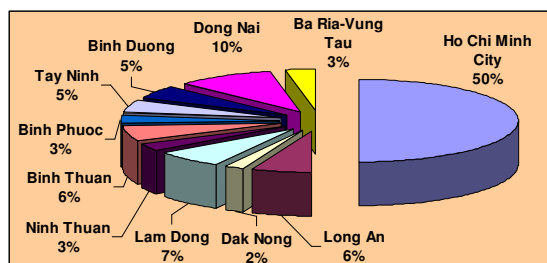 Ho Chi Minh
City
50%
Long An
6%
Dak Nong
2%
Lam Dong
7%
Ninh Thuan
3%
Binh Thuan
6%
Binh Phuoc
3%
Tay Ninh
5%
Binh Duong
5%
Dong Nai
10%
Ba Ria-Vung
Tau
3%